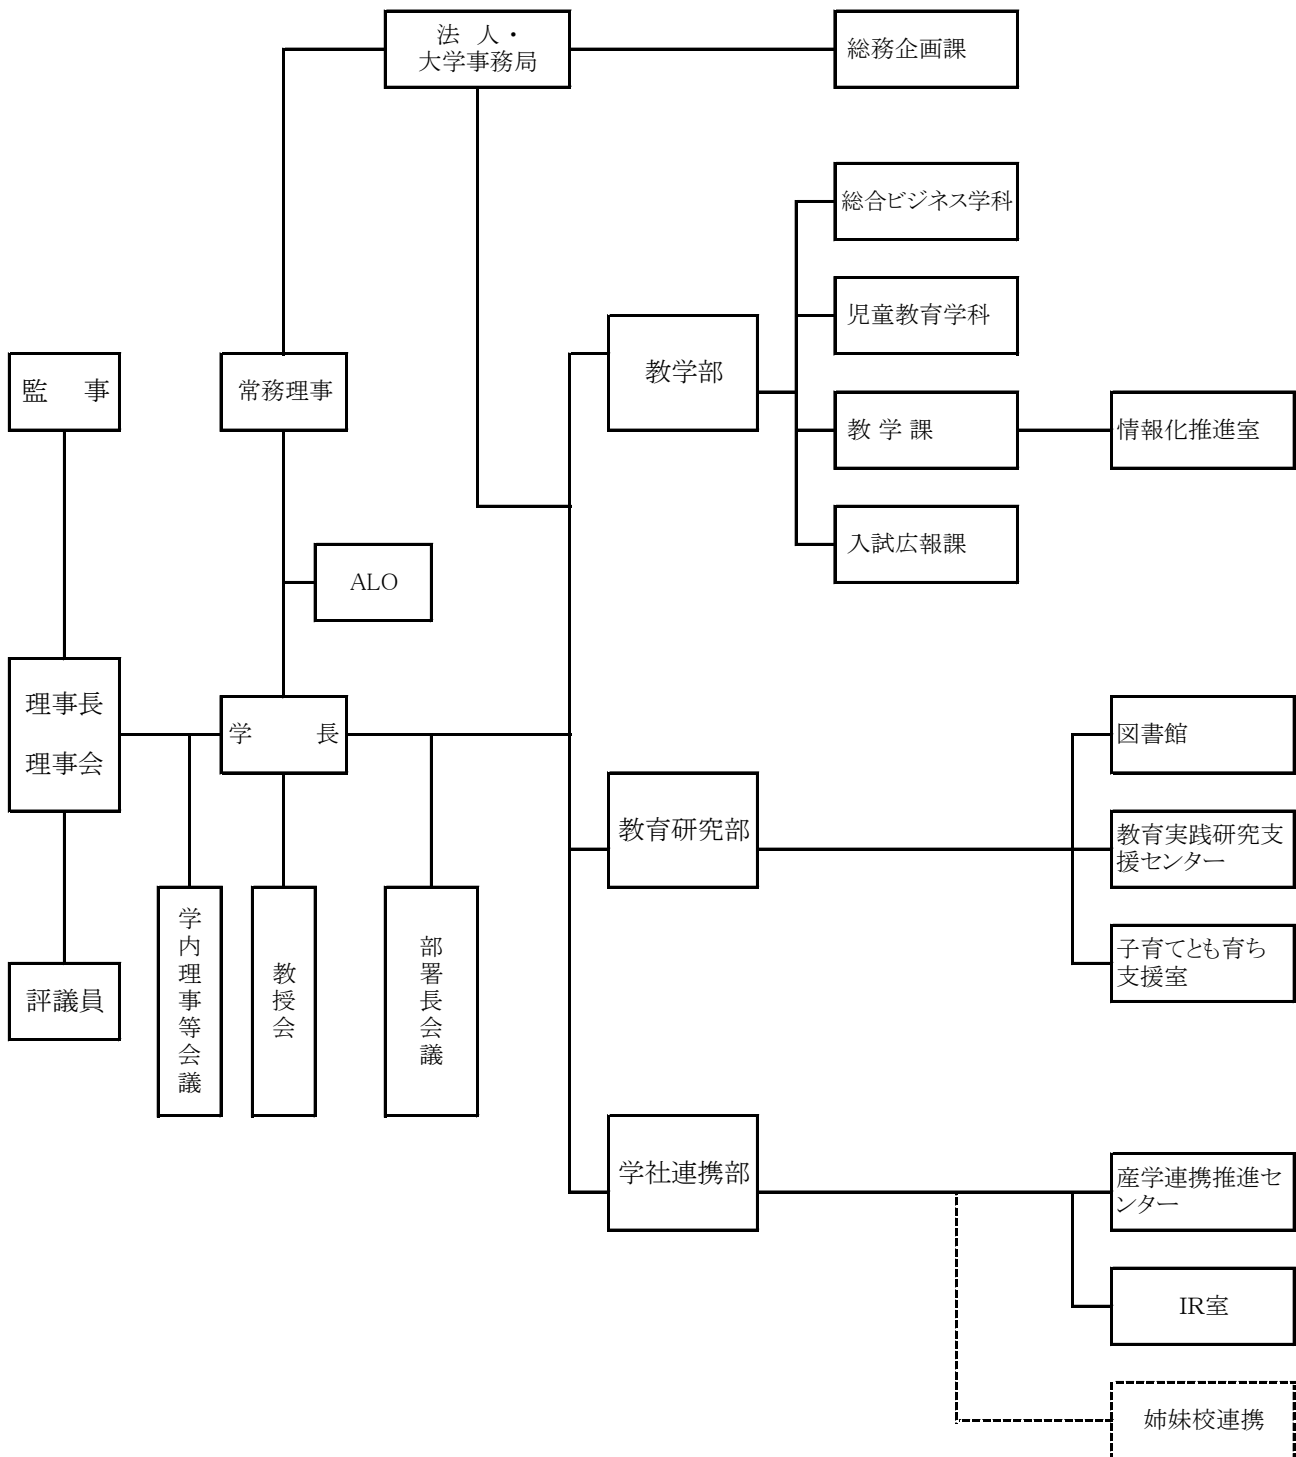 法 人・
大学事務局
総務企画課
総合ビジネス学科
児童教育学科
教学部
監 事
常務理事
教 学 課
情報化推進室
入試広報課
ALO
理事長
理事会
学 長
図書館
教育研究部
教育実践研究支
援センター
子育てとも育ち
支援室
評議員
学内理事等会議
教授会
部署長会議
学社連携部
産学連携推進セ
ンター
IR室
姉妹校連携